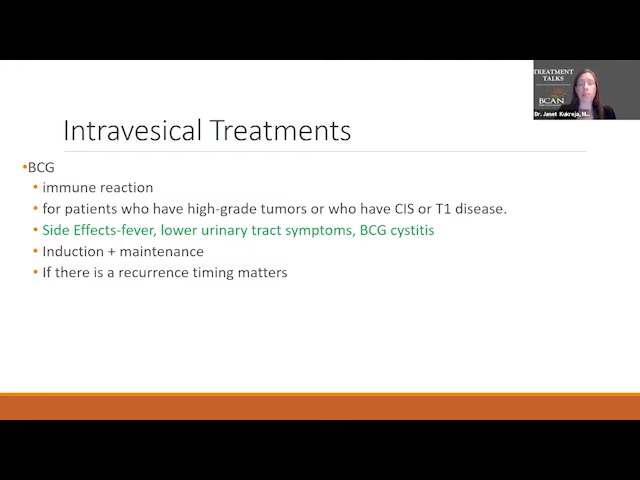 TREATMENT
TALKS
BCAN
Dr. Janet Kukreja, M...
Intravesical Treatments
•BCG
• immune reaction
• for patients who have high-grade tumors or who have CIS or T1 disease.
• Side Effects-fever, lower urinary tract symptoms, BCG cystitis
• Induction + maintenance
• If there is a recurrence timing matters